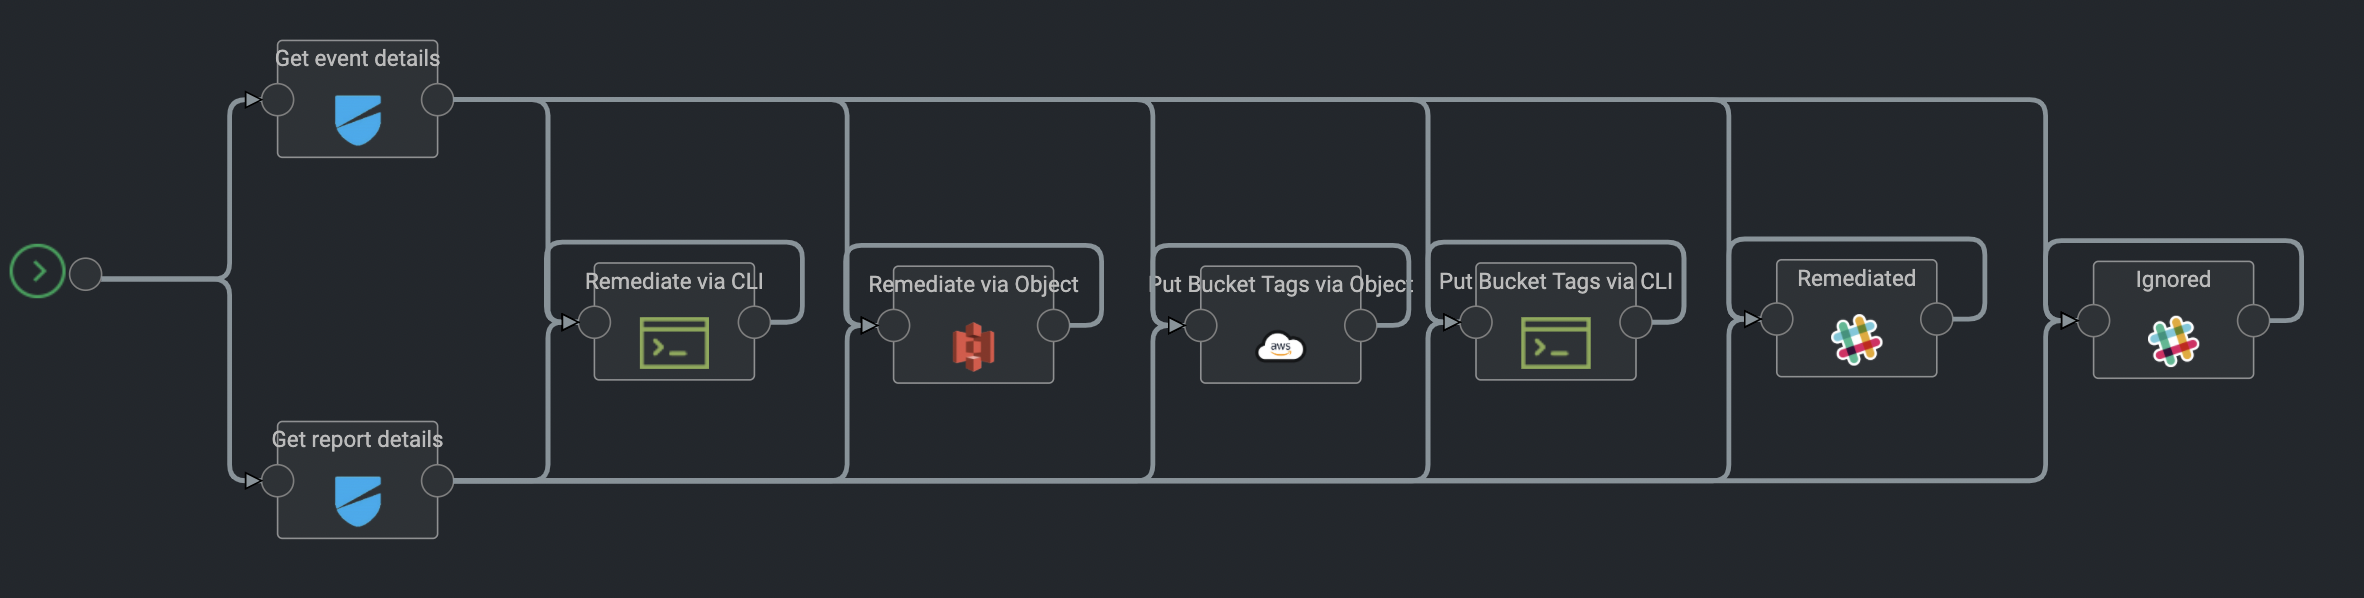 Get event details
Remediate via CLI
Remediate via Object
Put Bucket Tags via Object
aws
Put Bucket Tags via CLI
Remediated
Ignored
Get report details